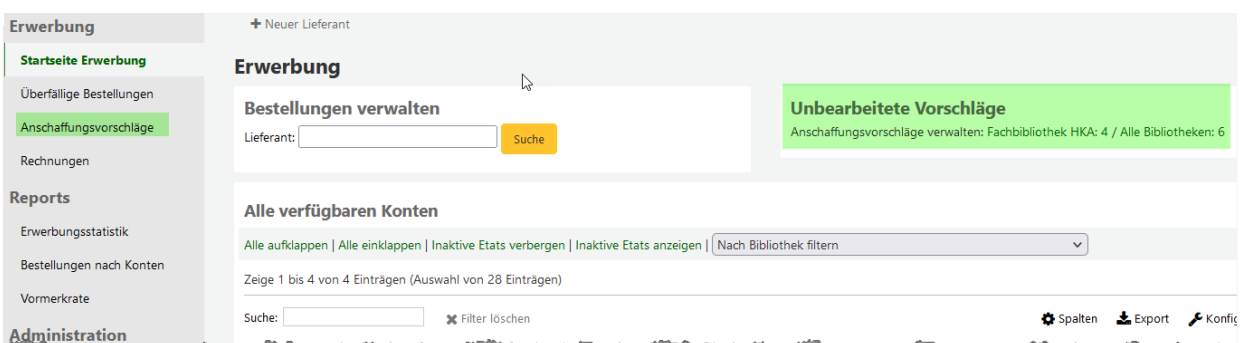 Erwerbung
Startseite Erwerbung
Überfällige Bestellungen
Anschaffungsvorschläge
Rechnungen
Reports
Erwerbungsstatistik
Bestellungen nach Konten
Vormerkrate
Administration
+ Neuer Lieferant
Erwerbung
Bestellungen verwalten
Lieferant: Suche
Unbearbeitete Vorschläge
Anschaffungsvorschläge verwalten: Fachbibliothek HKA: 4 / Alle Bibliotheken: 6
Alle verfügbaren Konten
Alle aufklappen | Alle einklappen | Inaktive Etats verbergen | Inaktive Etats anzeigen | Nach Bibliothek filtern
Zeige 1 bis 4 von 4 Einträgen (Auswahl von 28 Einträgen)
Suche: Filter löschen Spalten Export Konfig